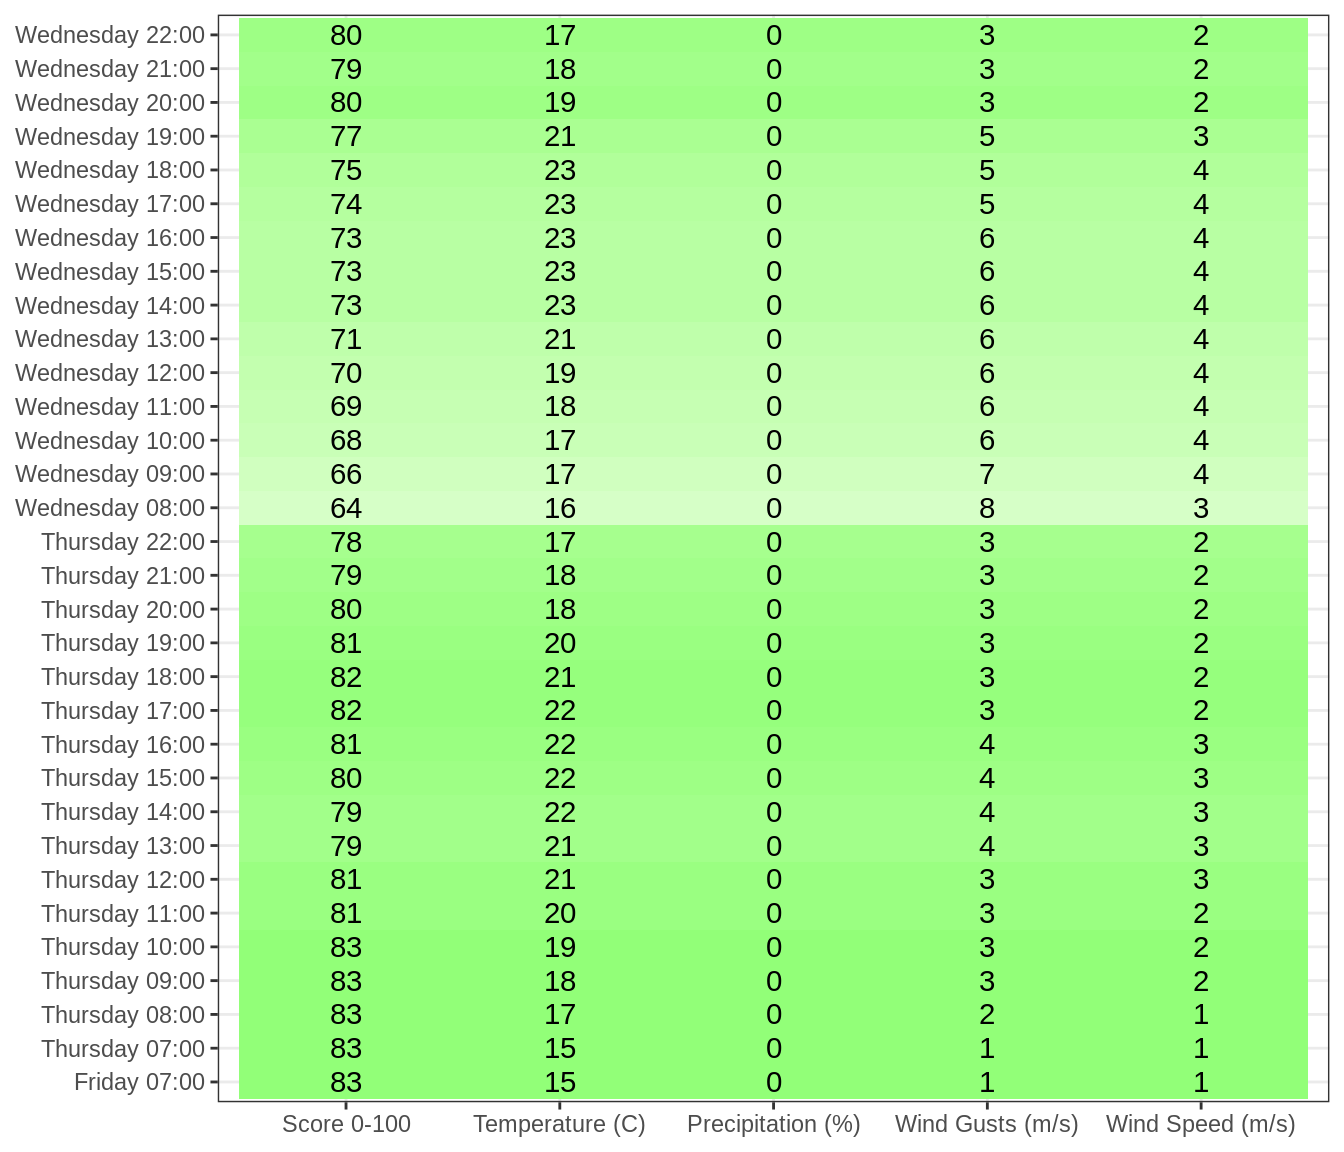 Wednesday 22:00 80 17 0 3 2
Wednesday 21:00 79 18 0 3 2
Wednesday 20:00 80 19 0 3 2
Wednesday 19:00 77 21 0 5 3
Wednesday 18:00 75 23 0 5 4
Wednesday 17:00 74 23 0 5 4
Wednesday 16:00 73 23 0 6 4
Wednesday 15:00 73 23 0 6 4
Wednesday 14:00 73 23 0 6 4
Wednesday 13:00 71 21 0 6 4
Wednesday 12:00 70 19 0 6 4
Wednesday 11:00 69 18 0 6 4
Wednesday 10:00 68 17 0 6 4
Wednesday 09:00 66 17 0 7 4
Wednesday 08:00 64 16 0 8 3
Thursday 22:00 78 17 0 3 2
Thursday 21:00 79 18 0 3 2
Thursday 20:00 80 18 0 3 2
Thursday 19:00 81 20 0 3 2
Thursday 18:00 82 21 0 3 2
Thursday 17:00 82 22 0 3 2
Thursday 16:00 81 22 0 4 3
Thursday 15:00 80 22 0 4 3
Thursday 14:00 79 22 0 4 3
Thursday 13:00 79 21 0 4 3
Thursday 12:00 81 21 0 3 3
Thursday 11:00 81 20 0 3 2
Thursday 10:00 83 19 0 3 2
Thursday 09:00 83 18 0 3 2
Thursday 08:00 83 17 0 2 1
Thursday 07:00 83 15 0 1 1
Friday 07:00 83 15 0 1 1
Score 0-100 Temperature (C) Precipitation (%) Wind Gusts (m/s) Wind Speed (m/s)